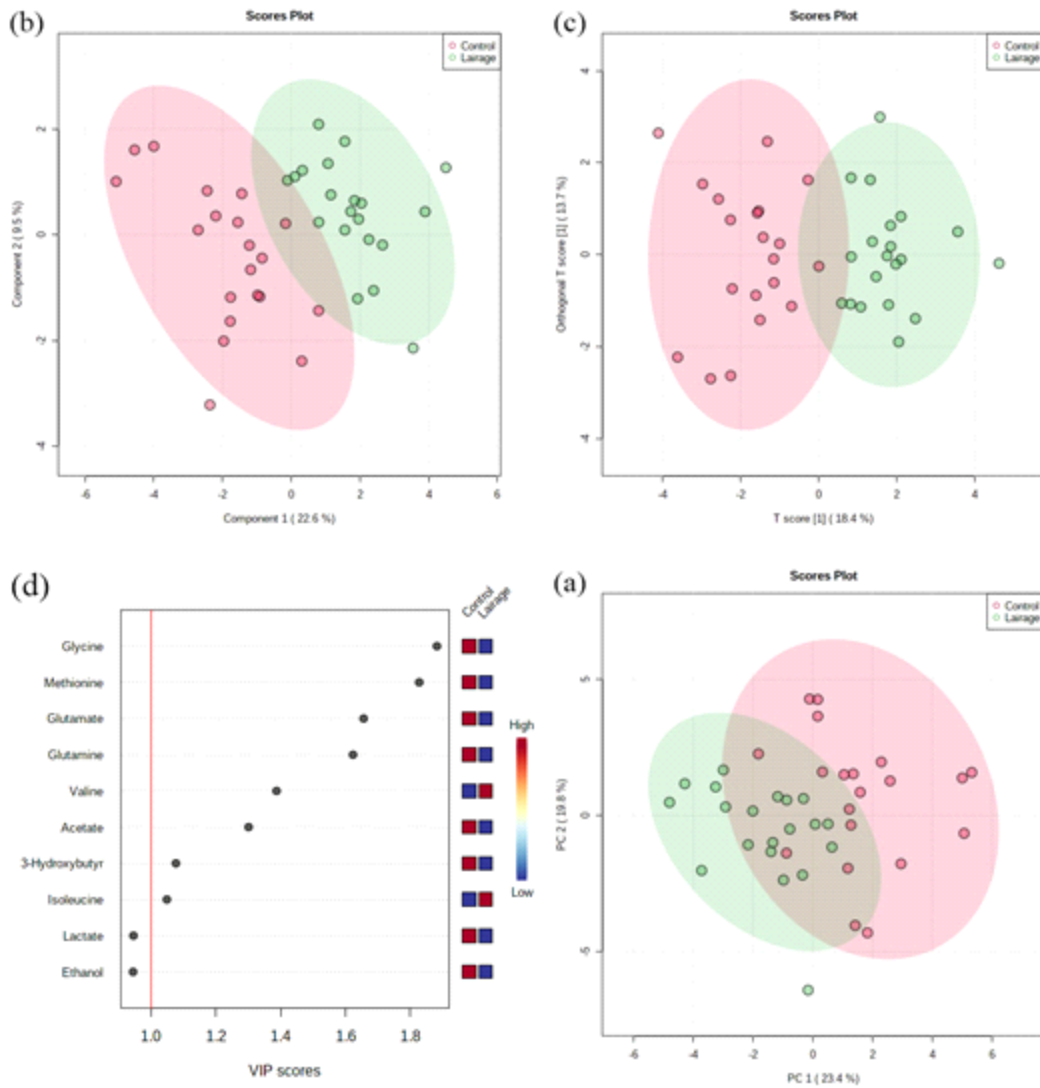 (b)
Scores Plot
Control
Lairage
2
0
-2
-4
Component 2 ( 9.5 %)
-6 -4 -2 0 2 4 6
Component 1 ( 22.6 %)
(c)
Scores Plot
Control
Lairage
4
2
0
-2
-4
Orthogonal T score [1] ( 13.7 %)
-4 -2 0 2 4
T score [1] ( 18.4 %)
(d)
Control
Lairage
Glycine
Methionine
Glutamate
Glutamine
Valine
Acetate
3-Hydroxybutyr
Isoleucine
Lactate
Ethanol
High
Low
1.0 1.2 1.4 1.6 1.8
VIP scores
(a)
Scores Plot
Control
Lairage
5
0
-5
PC 2 ( 19.8 %)
-6 -4 -2 0 2 4 6
PC 1 ( 23.4 %)